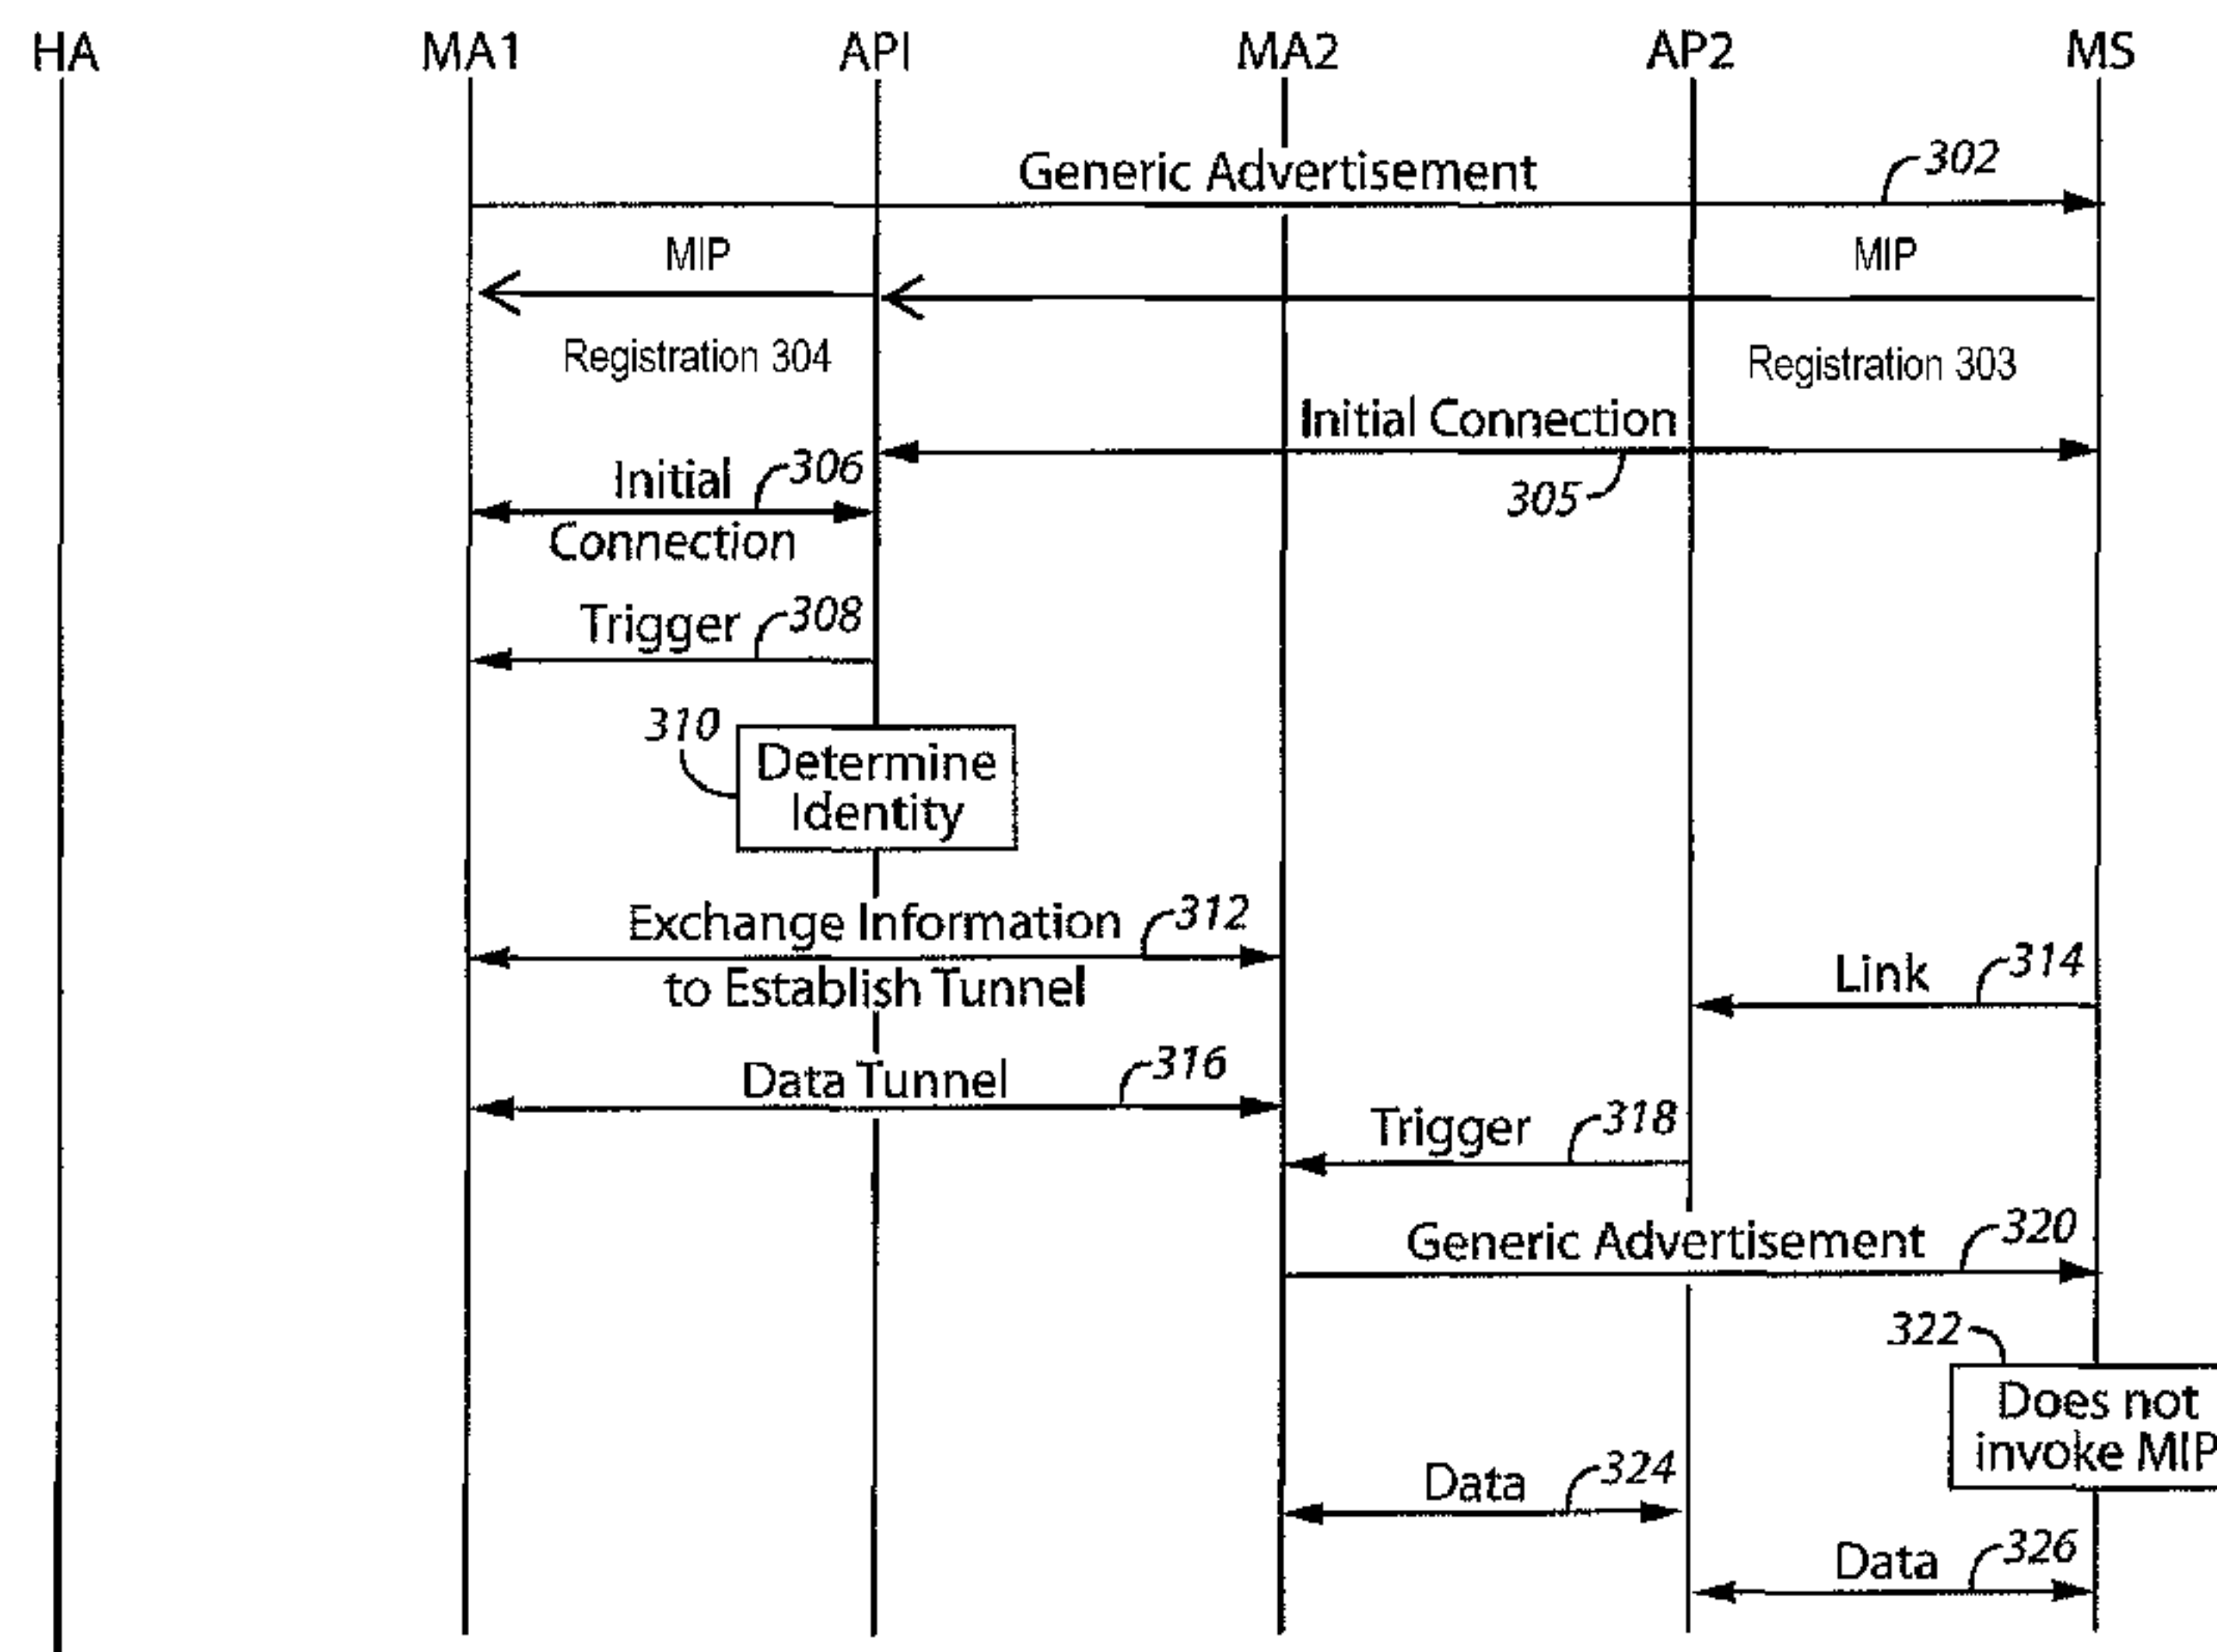 HA MA1 API MA2 AP2 MS
Generic Advertisement 302
MIP MIP
Registration 304 Registration 303
Initial Connection
305
Initial 306
Connection
Trigger 308
310
Determine
Identity
Exchange Information 312
to Establish Tunnel
Link 314
Data Tunnel 316
Trigger 318
Generic Advertisement 320
322
Does not
invoke MIP
Data 324
Data 326